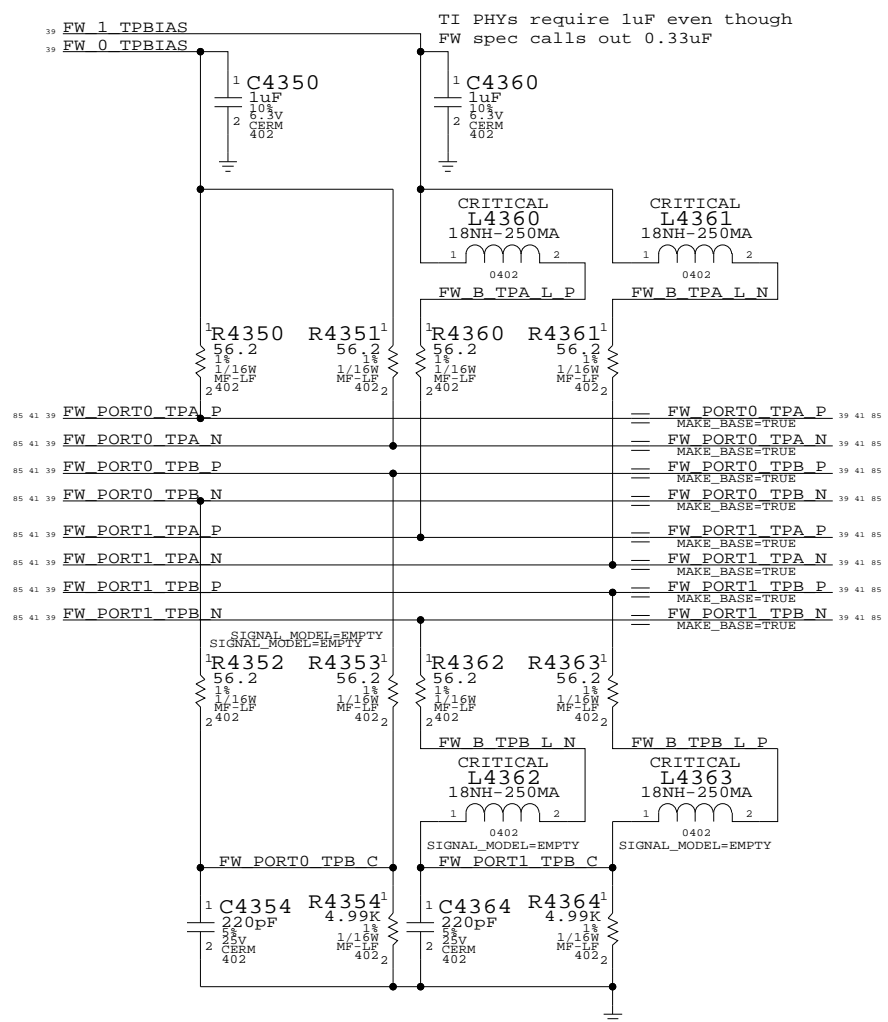 TI PHYs require 1uF even though
FW spec calls out 0.33uF
39 FW_1_TPBIAS
39 FW_0_TPBIAS
1 C4350
1uF
10%
6.3V
2 CERM
402
1 C4360
1uF
10%
6.3V
2 CERM
402
CRITICAL
L4360
18NH-250MA
1 2
0402
FW_B_TPA_L_P
CRITICAL
L4361
18NH-250MA
1 2
0402
FW_B_TPA_L_N
1 R4350
56.2
1%
1/16W
MF-LF
2 402
R4351 1
56.2
1%
1/16W
MF-LF
402 2
1 R4360
56.2
1%
1/16W
MF-LF
2 402
R4361 1
56.2
1%
1/16W
MF-LF
402 2
85 41 39 FW_PORT0_TPA_P FW_PORT0_TPA_P 39 41 85
MAKE_BASE=TRUE
85 41 39 FW_PORT0_TPA_N FW_PORT0_TPA_N 39 41 85
MAKE_BASE=TRUE
85 41 39 FW_PORT0_TPB_P FW_PORT0_TPB_P 39 41 85
MAKE_BASE=TRUE
85 41 39 FW_PORT0_TPB_N FW_PORT0_TPB_N 39 41 85
MAKE_BASE=TRUE
85 41 39 FW_PORT1_TPA_P FW_PORT1_TPA_P 39 41 85
MAKE_BASE=TRUE
85 41 39 FW_PORT1_TPA_N FW_PORT1_TPA_N 39 41 85
MAKE_BASE=TRUE
85 41 39 FW_PORT1_TPB_P FW_PORT1_TPB_P 39 41 85
MAKE_BASE=TRUE
85 41 39 FW_PORT1_TPB_N FW_PORT1_TPB_N 39 41 85
MAKE_BASE=TRUE
SIGNAL_MODEL=EMPTY
SIGNAL_MODEL=EMPTY
1 R4352
56.2
1%
1/16W
MF-LF
2 402
R4353 1
56.2
1%
1/16W
MF-LF
402 2
1 R4362
56.2
1%
1/16W
MF-LF
2 402
R4363 1
56.2
1%
1/16W
MF-LF
402 2
FW_B_TPB_L_N
CRITICAL
L4362
18NH-250MA
1 2
0402
SIGNAL_MODEL=EMPTY
FW_B_TPB_L_P
CRITICAL
L4363
18NH-250MA
1 2
0402
SIGNAL_MODEL=EMPTY
FW_PORT0_TPB_C
FW_PORT1_TPB_C
1 C4354
220pF
5%
25V
2 CERM
402
R4354 1
4.99K
1%
1/16W
MF-LF
402 2
1 C4364
220pF
5%
25V
2 CERM
402
R4364 1
4.99K
1%
1/16W
MF-LF
402 2